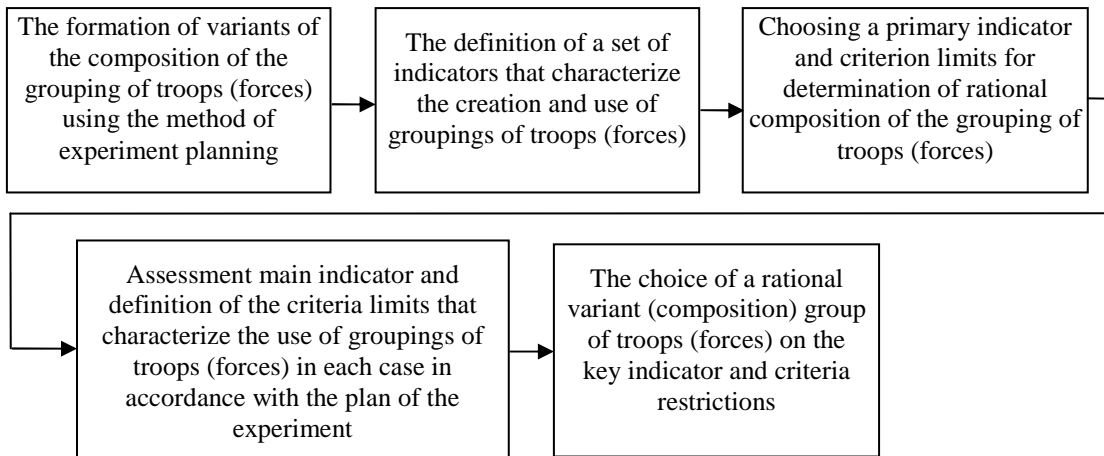 The formation of variants
of the composition of the
grouping of troops (forces)
using the method of
experiment planning
The definition of a set of
indicators that characterize
the creation and use of
groupings of troops (forces)
Choosing a primary indicator
and criterion limits for
determination of rational
composition of the grouping of
troops (forces)
Assessment main indicator and
definition of the criteria limits that
characterize the use of groupings of
troops (forces) in each case in
accordance with the plan of the
experiment
The choice of a rational
variant (composition) group
of troops (forces) on the
key indicator and criteria
restrictions